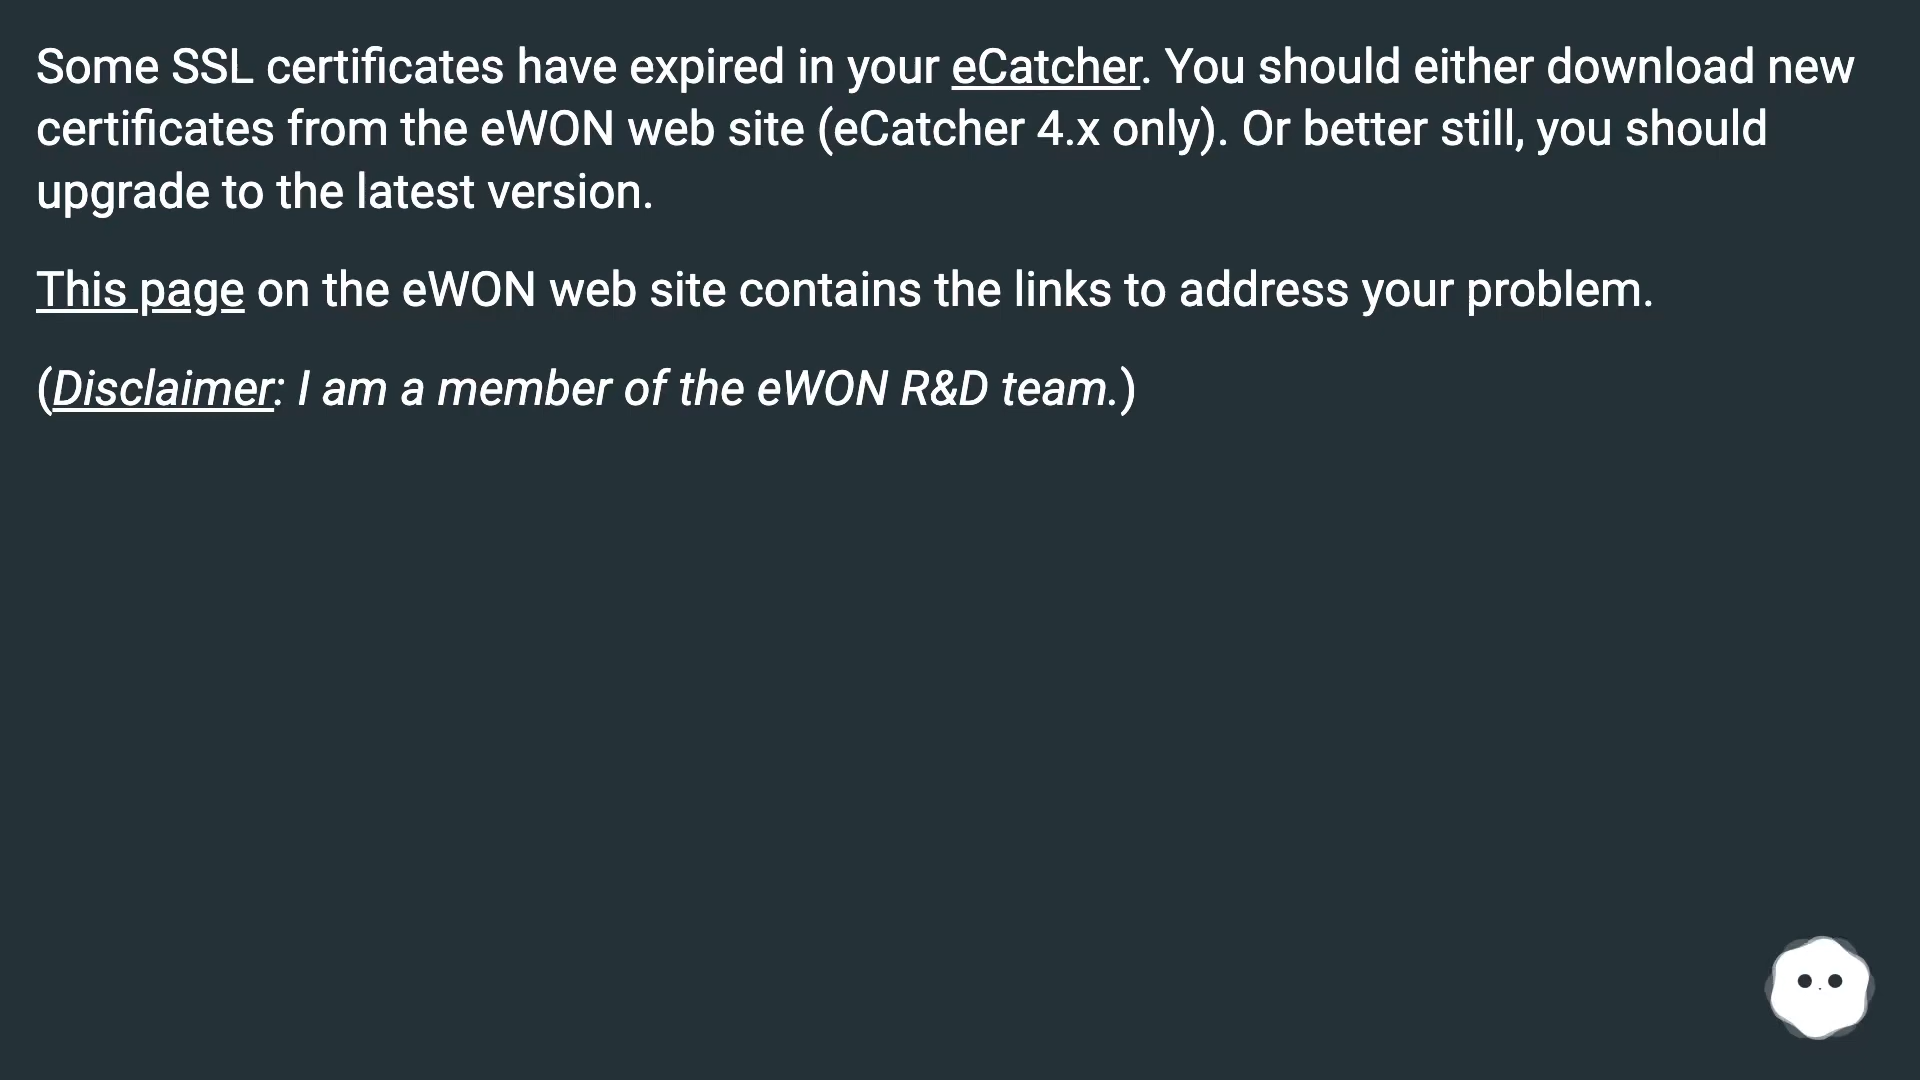 Some SSL certificates have expired in your eCatcher. You should either download new
certificates from the eWON web site (eCatcher 4.x only). Or better still, you should
upgrade to the latest version.
This page on the eWON web site contains the links to address your problem.
(Disclaimer: I am a member of the eWON R&D team.)